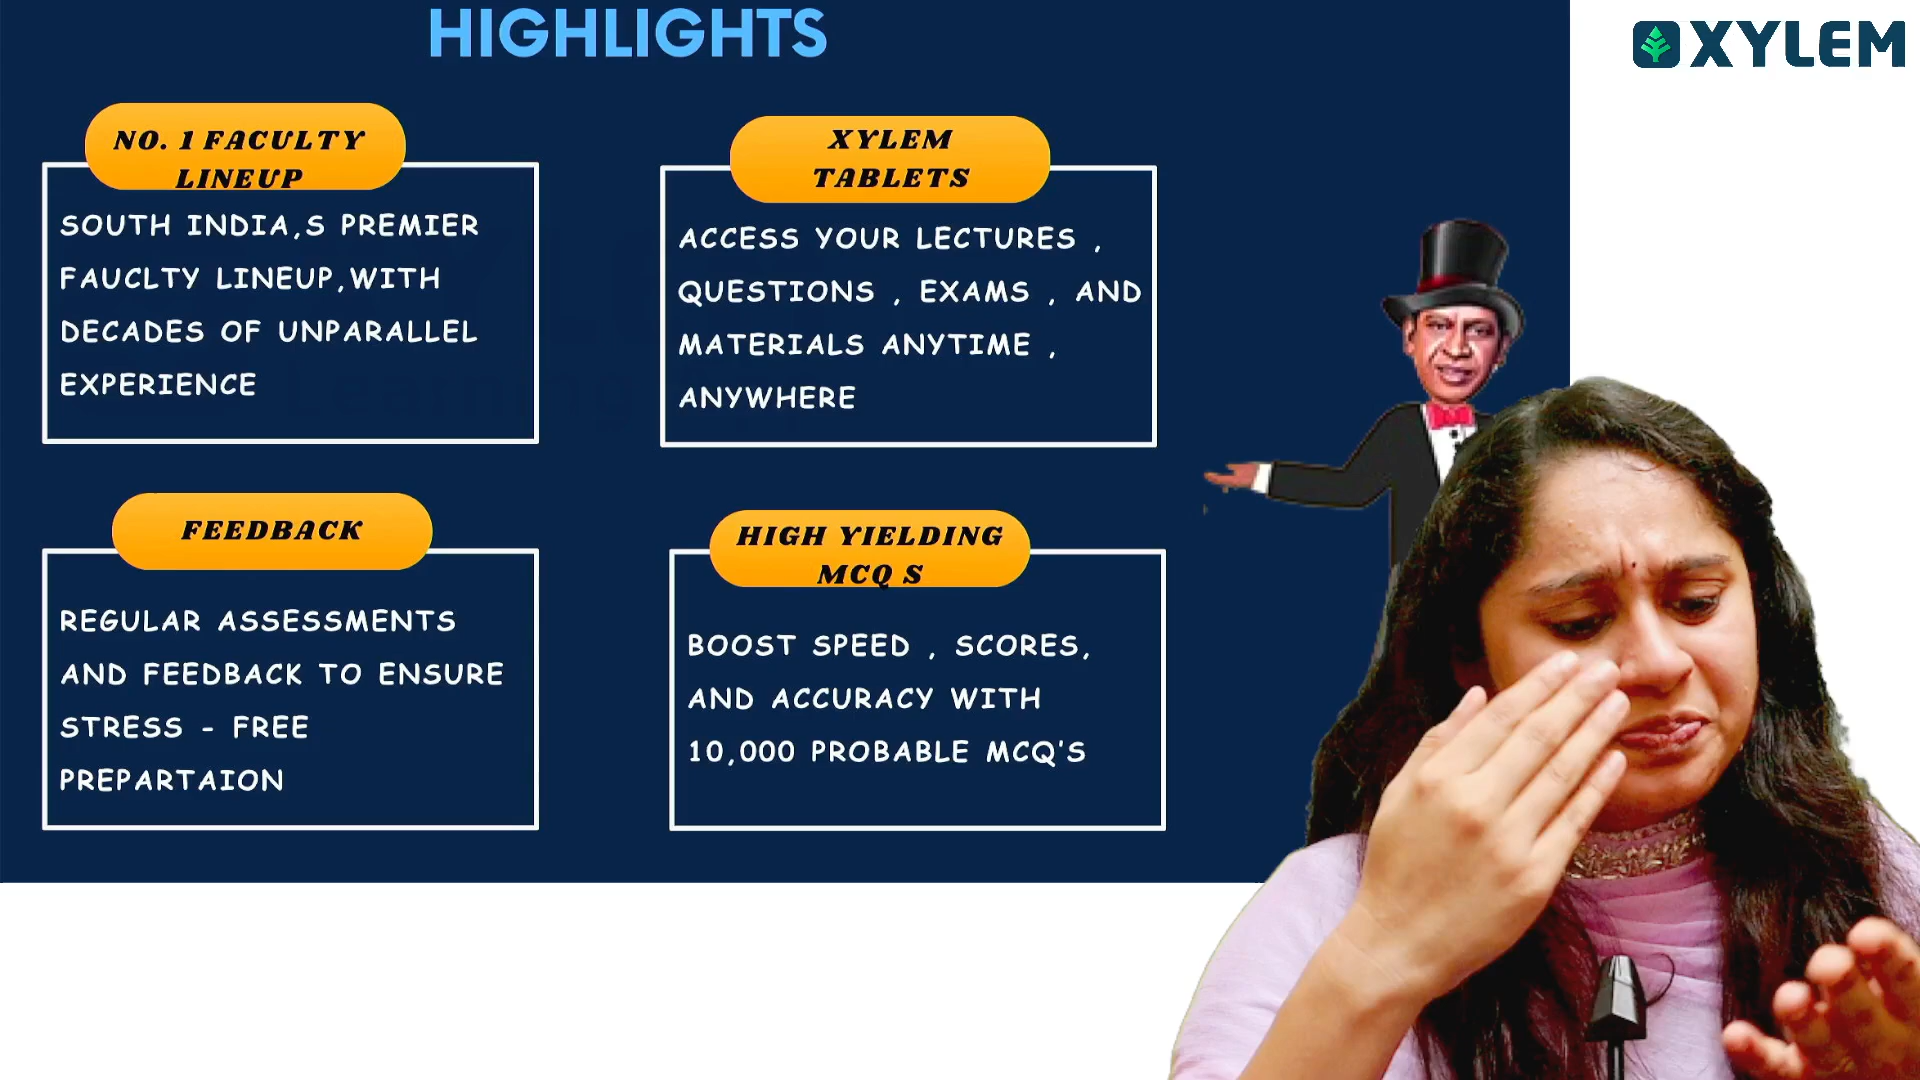 HIGHLIGHTS
XYLEM
NO. 1 FACULTY
LINEUP
SOUTH INDIA,S PREMIER
FAUCLTY LINEUP,WITH
DECADES OF UNPARALLEL
EXPERIENCE
XYLEM
TABLETS
ACCESS YOUR LECTURES ,
QUESTIONS , EXAMS , AND
MATERIALS ANYTIME ,
ANYWHERE
FEEDBACK
REGULAR ASSESSMENTS
AND FEEDBACK TO ENSURE
STRESS - FREE
PREPARTAION
HIGH YIELDING
MCQ S
BOOST SPEED , SCORES,
AND ACCURACY WITH
10,000 PROBABLE MCQ'S